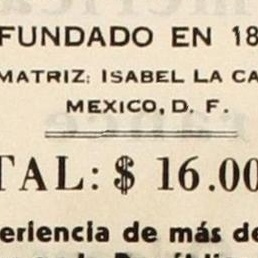 FUNDADO EN 18
MATRIZ: ISABEL LA CA
MEXICO, D. F.
TAL: $ 16.00
eriencia de más de